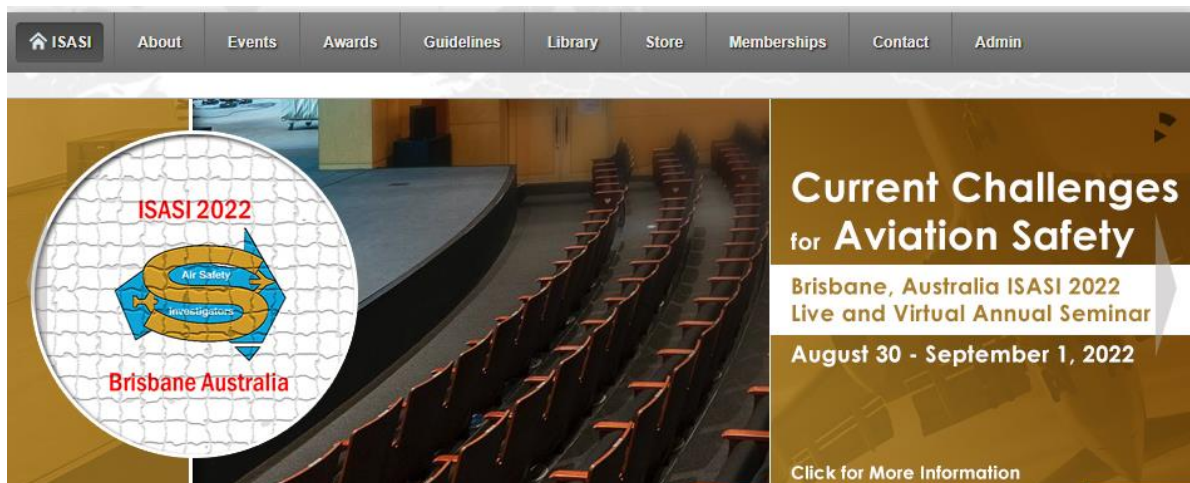 ISASI About Events Awards Guidelines Library Store Memberships Contact Admin
ISASI 2022
Air Safety
Investigators
Brisbane Australia
Current Challenges
for Aviation Safety
Brisbane, Australia ISASI 2022
Live and Virtual Annual Seminar
August 30 - September 1, 2022
Click for More Information